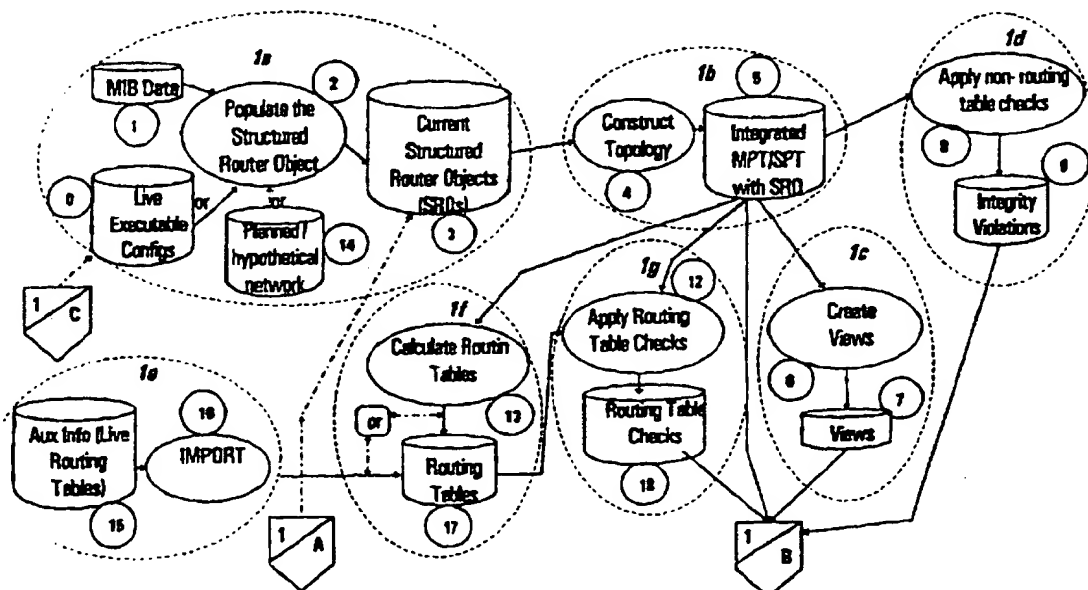 1a
MIB Data
1
2
Populate the
Structured
Router Object
or
or
0
Live
Executable
Configs
Planned /
hypothetical
network
14
Current
Structured
Router Objects
(SROs)
3
1
C
1b
5
Construct
Topology
4
Integrated
MPT/SPT
with SRO
1d
Apply non-routing
table checks
8
9
Integrity
Violations
1e
16
Aux Info (Live
Routing
Tables)
IMPORT
15
1
A
1f
Calculate Routin
Tables
or
13
Routing
Tables
17
1g
12
Apply Routing
Table Checks
Routing Table
Checks
18
1c
Create
Views
6
7
Views
1
B